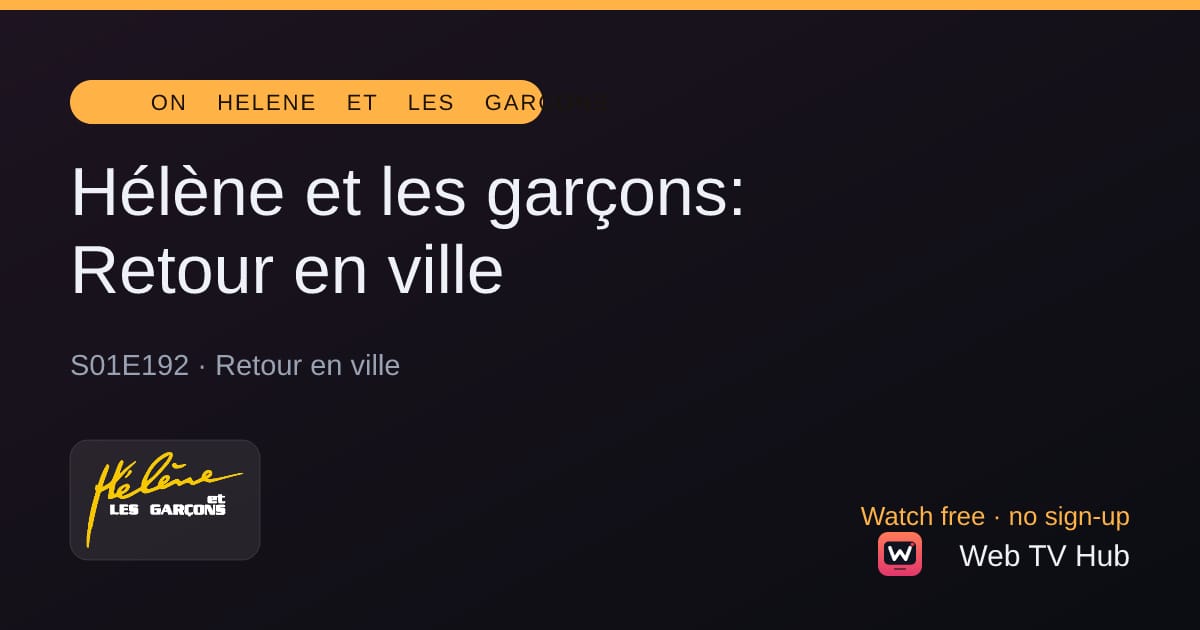 ON HELENE ET LES GARÇONS
Hélène et les garçons:
Retour en ville
S01E192 · Retour en ville
Hélène
et
LES GARÇONS
Watch free · no sign-up
W
Web TV Hub